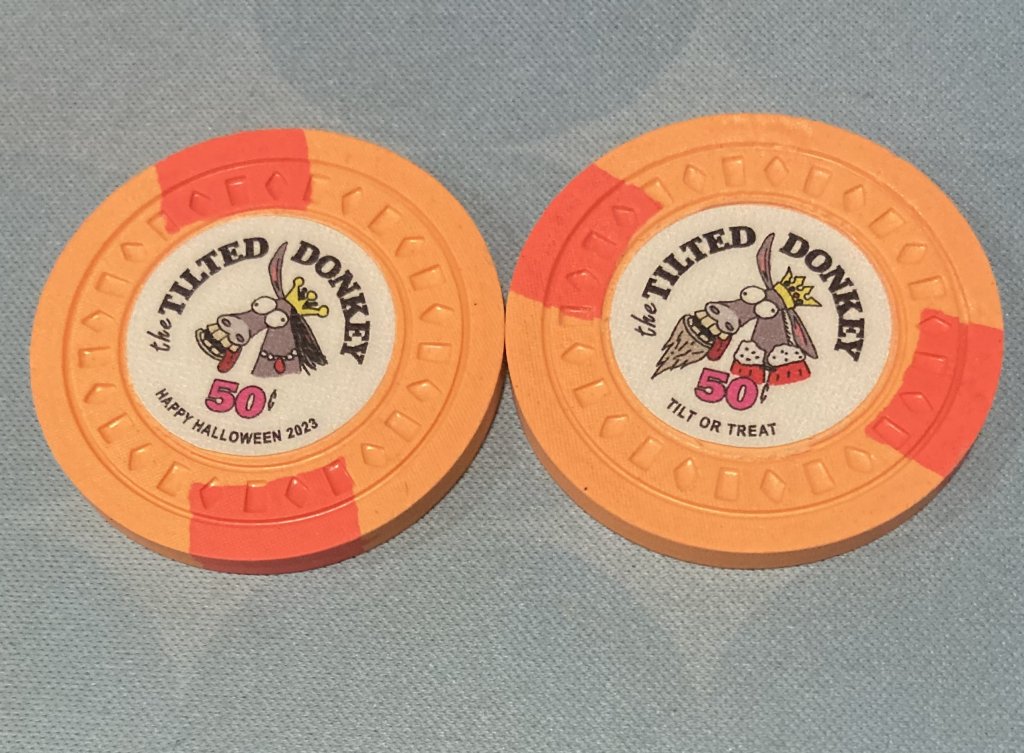 the TILTED DONKEY
50¢
HAPPY HALLOWEEN 2023
the TILTED DONKEY
50¢
TILT OR TREAT